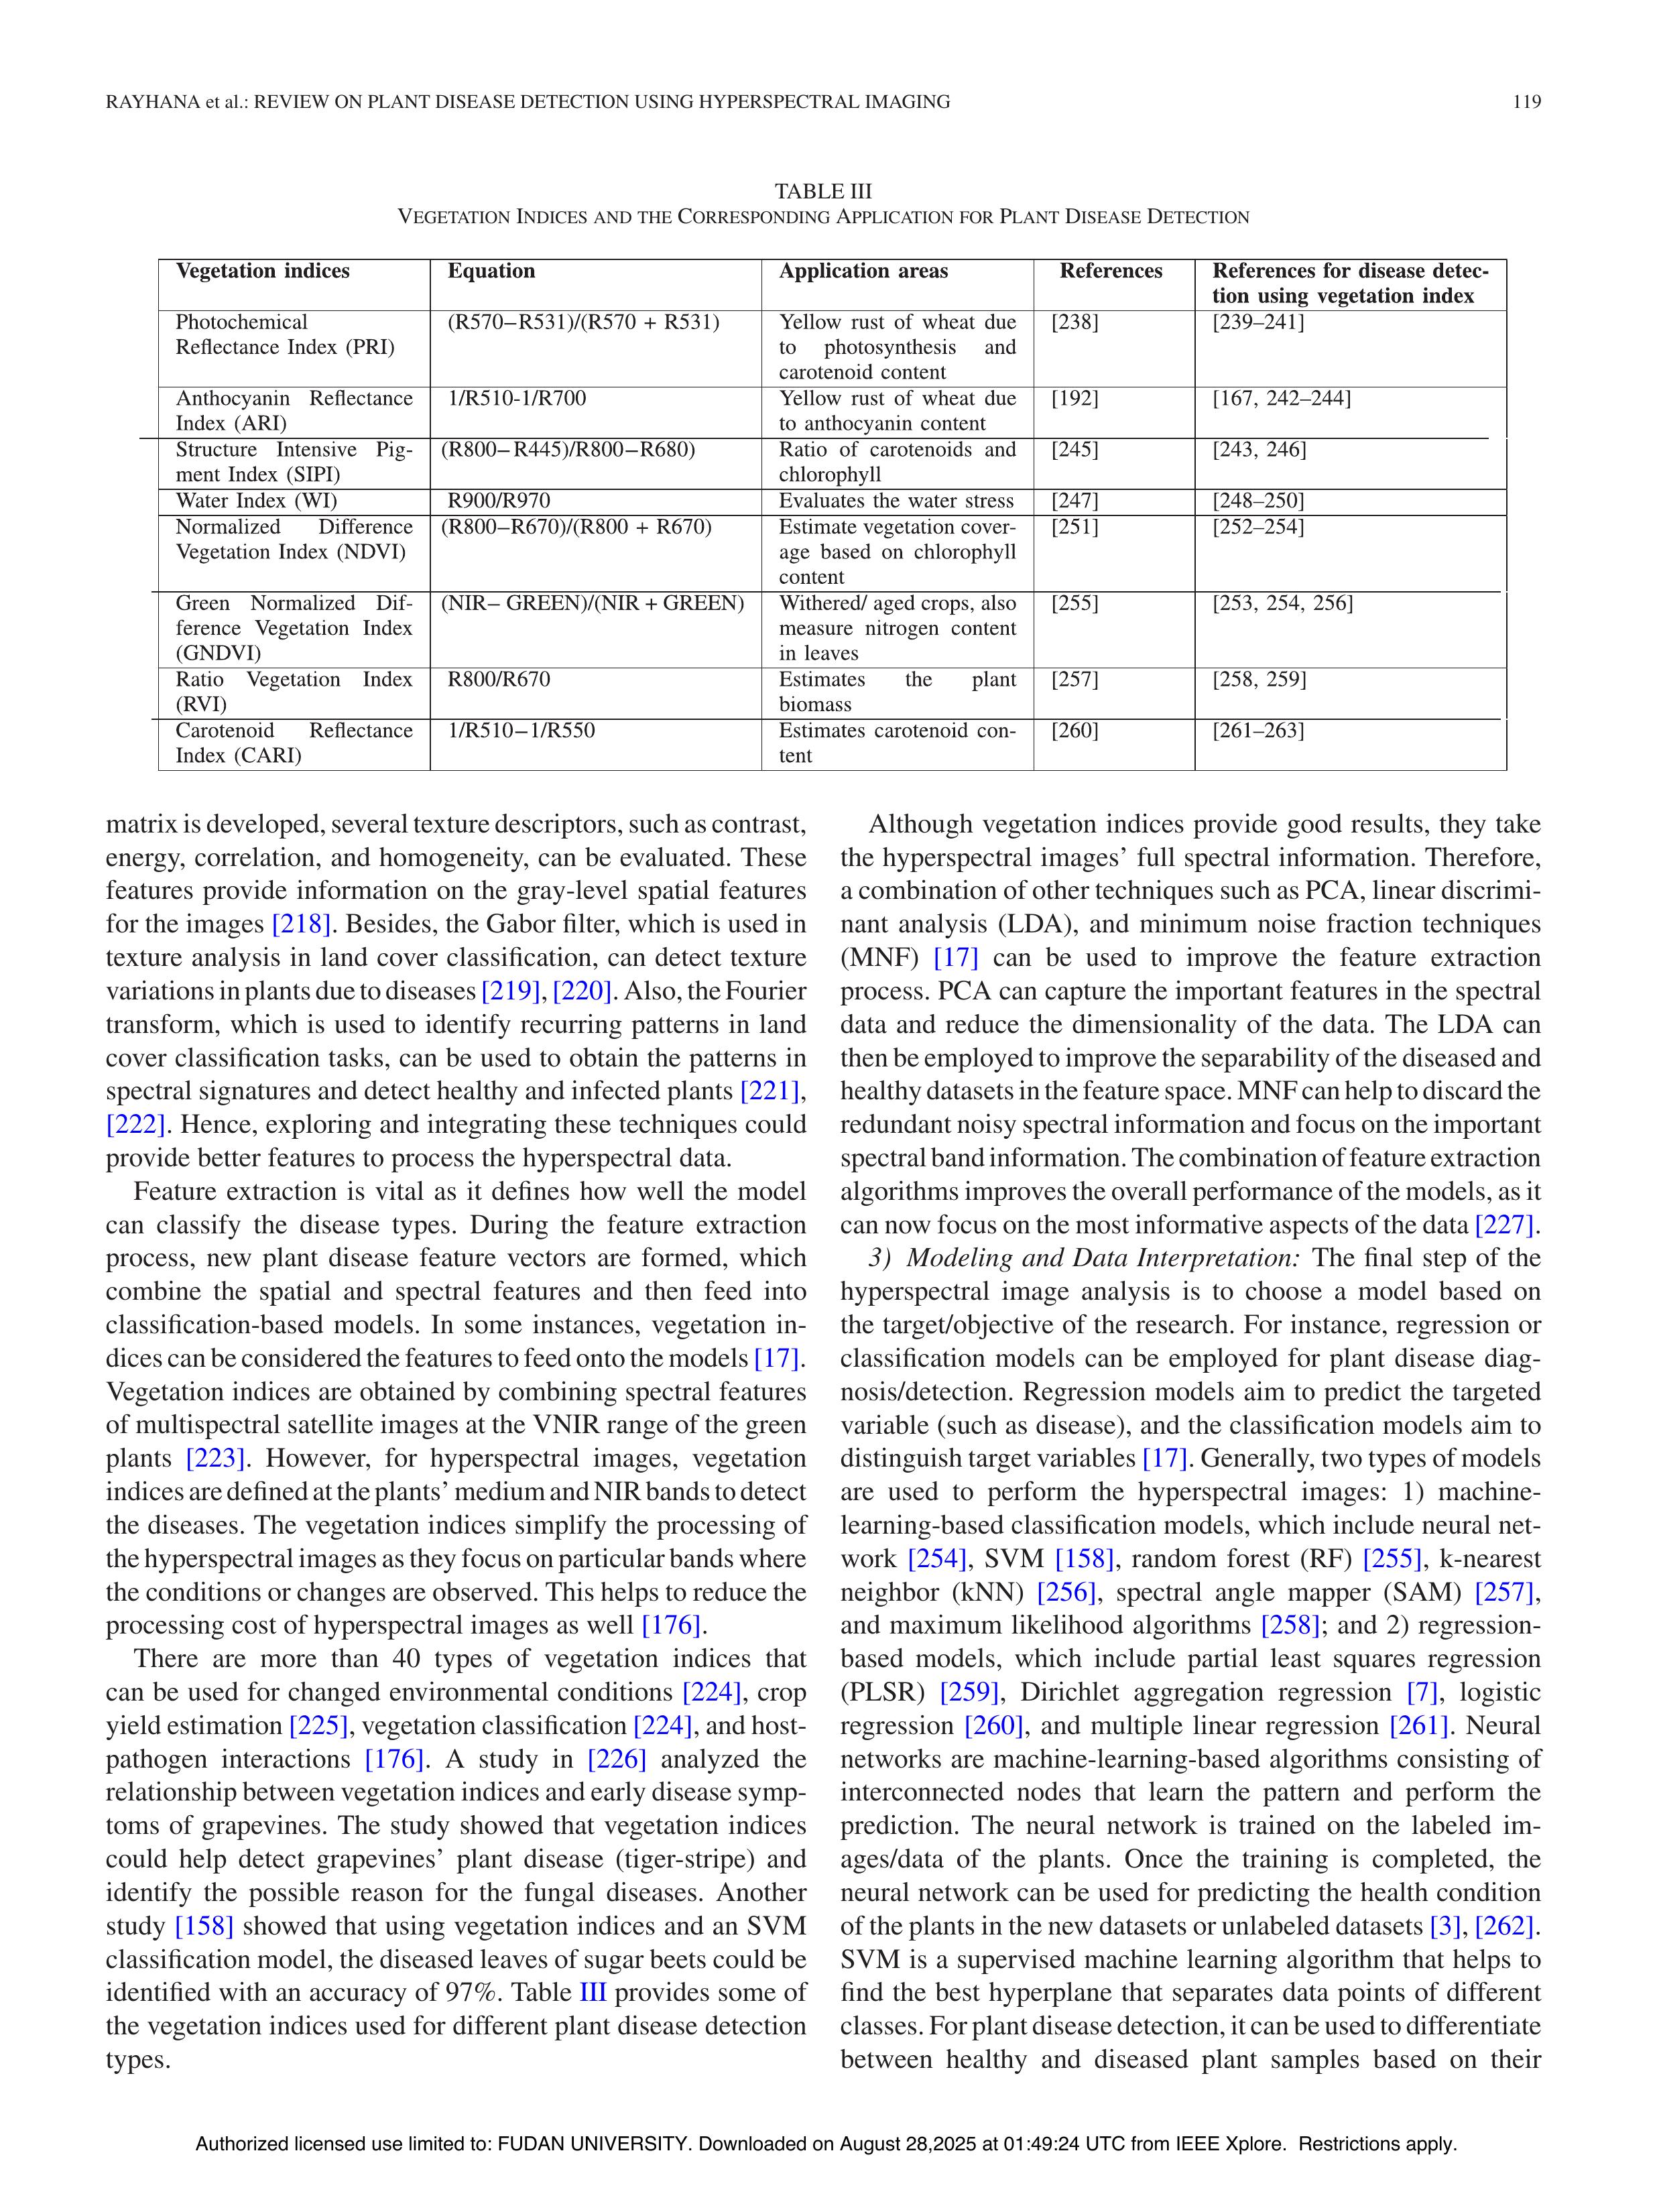 RAYHANA et al.: REVIEW ON PLANT DISEASE DETECTION USING HYPERSPECTRAL IMAGING 119
TABLE III
VEGETATION INDICES AND THE CORRESPONDING APPLICATION FOR PLANT DISEASE DETECTION
Vegetation indices Equation Application areas References References for disease detec-
tion using vegetation index
Photochemical (R570−R531)/(R570 + R531) Yellow rust of wheat due [238] [239–241]
Reflectance Index (PRI) to photosynthesis and
carotenoid content
Anthocyanin Reflectance 1/R510-1/R700 Yellow rust of wheat due [192] [167, 242–244]
Index (ARI) to anthocyanin content
Structure Intensive Pig- (R800−R445)/R800−R680) Ratio of carotenoids and [245] [243, 246]
ment Index (SIPI) chlorophyll
Water Index (WI) R900/R970 Evaluates the water stress [247] [248–250]
Normalized Difference (R800−R670)/(R800 + R670) Estimate vegetation cover- [251] [252–254]
Vegetation Index (NDVI) age based on chlorophyll
content
Green Normalized Dif- (NIR− GREEN)/(NIR + GREEN) Withered/ aged crops, also [255] [253, 254, 256]
ference Vegetation Index measure nitrogen content
(GNDVI) in leaves
Ratio Vegetation Index R800/R670 Estimates the plant [257] [258, 259]
(RVI) biomass
Carotenoid Reflectance 1/R510−1/R550 Estimates carotenoid con- [260] [261–263]
Index (CARI) tent
matrix is developed, several texture descriptors, such as contrast,
energy, correlation, and homogeneity, can be evaluated. These
features provide information on the gray-level spatial features
for the images [218]. Besides, the Gabor filter, which is used in
texture analysis in land cover classification, can detect texture
variations in plants due to diseases [219], [220]. Also, the Fourier
transform, which is used to identify recurring patterns in land
cover classification tasks, can be used to obtain the patterns in
spectral signatures and detect healthy and infected plants [221],
[222]. Hence, exploring and integrating these techniques could
provide better features to process the hyperspectral data.
Feature extraction is vital as it defines how well the model
can classify the disease types. During the feature extraction
process, new plant disease feature vectors are formed, which
combine the spatial and spectral features and then feed into
classification-based models. In some instances, vegetation in-
dices can be considered the features to feed onto the models [17].
Vegetation indices are obtained by combining spectral features
of multispectral satellite images at the VNIR range of the green
plants [223]. However, for hyperspectral images, vegetation
indices are defined at the plants’ medium and NIR bands to detect
the diseases. The vegetation indices simplify the processing of
the hyperspectral images as they focus on particular bands where
the conditions or changes are observed. This helps to reduce the
processing cost of hyperspectral images as well [176].
There are more than 40 types of vegetation indices that
can be used for changed environmental conditions [224], crop
yield estimation [225], vegetation classification [224], and host-
pathogen interactions [176]. A study in [226] analyzed the
relationship between vegetation indices and early disease symp-
toms of grapevines. The study showed that vegetation indices
could help detect grapevines’ plant disease (tiger-stripe) and
identify the possible reason for the fungal diseases. Another
study [158] showed that using vegetation indices and an SVM
classification model, the diseased leaves of sugar beets could be
identified with an accuracy of 97%. Table III provides some of
the vegetation indices used for different plant disease detection
types.
Although vegetation indices provide good results, they take
the hyperspectral images’ full spectral information. Therefore,
a combination of other techniques such as PCA, linear discrimi-
nant analysis (LDA), and minimum noise fraction techniques
(MNF) [17] can be used to improve the feature extraction
process. PCA can capture the important features in the spectral
data and reduce the dimensionality of the data. The LDA can
then be employed to improve the separability of the diseased and
healthy datasets in the feature space. MNF can help to discard the
redundant noisy spectral information and focus on the important
spectral band information. The combination of feature extraction
algorithms improves the overall performance of the models, as it
can now focus on the most informative aspects of the data [227].
3) Modeling and Data Interpretation: The final step of the
hyperspectral image analysis is to choose a model based on
the target/objective of the research. For instance, regression or
classification models can be employed for plant disease diag-
nosis/detection. Regression models aim to predict the targeted
variable (such as disease), and the classification models aim to
distinguish target variables [17]. Generally, two types of models
are used to perform the hyperspectral images: 1) machine-
learning-based classification models, which include neural net-
work [254], SVM [158], random forest (RF) [255], k-nearest
neighbor (kNN) [256], spectral angle mapper (SAM) [257],
and maximum likelihood algorithms [258]; and 2) regression-
based models, which include partial least squares regression
(PLSR) [259], Dirichlet aggregation regression [7], logistic
regression [260], and multiple linear regression [261]. Neural
networks are machine-learning-based algorithms consisting of
interconnected nodes that learn the pattern and perform the
prediction. The neural network is trained on the labeled im-
ages/data of the plants. Once the training is completed, the
neural network can be used for predicting the health condition
of the plants in the new datasets or unlabeled datasets [3], [262].
SVM is a supervised machine learning algorithm that helps to
find the best hyperplane that separates data points of different
classes. For plant disease detection, it can be used to differentiate
between healthy and diseased plant samples based on their
Authorized licensed use limited to: FUDAN UNIVERSITY. Downloaded on August 28,2025 at 01:49:24 UTC from IEEE Xplore. Restrictions apply.